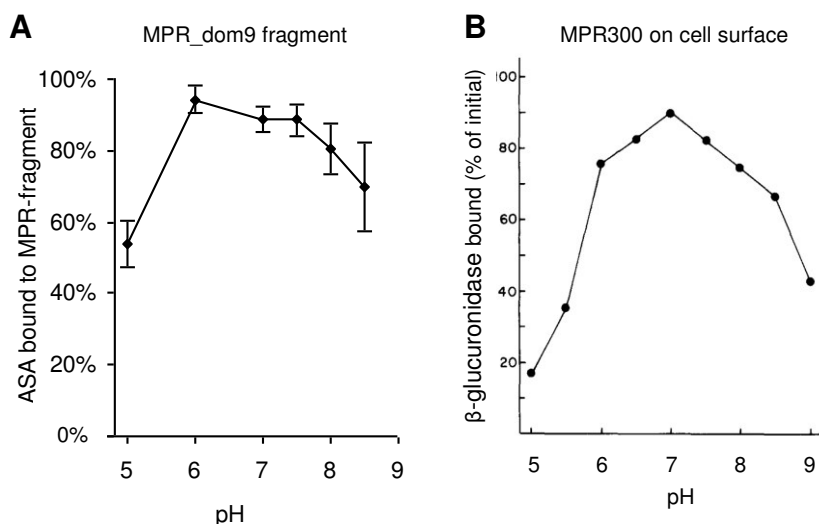 A
MPR_dom9 fragment
ASA bound to MPR-fragment
100%
80%
60%
40%
20%
0%
5 6 7 8 9
pH
B
MPR300 on cell surface
β-glucuronidase bound (% of initial)
100
80
60
40
20
5 6 7 8 9
pH